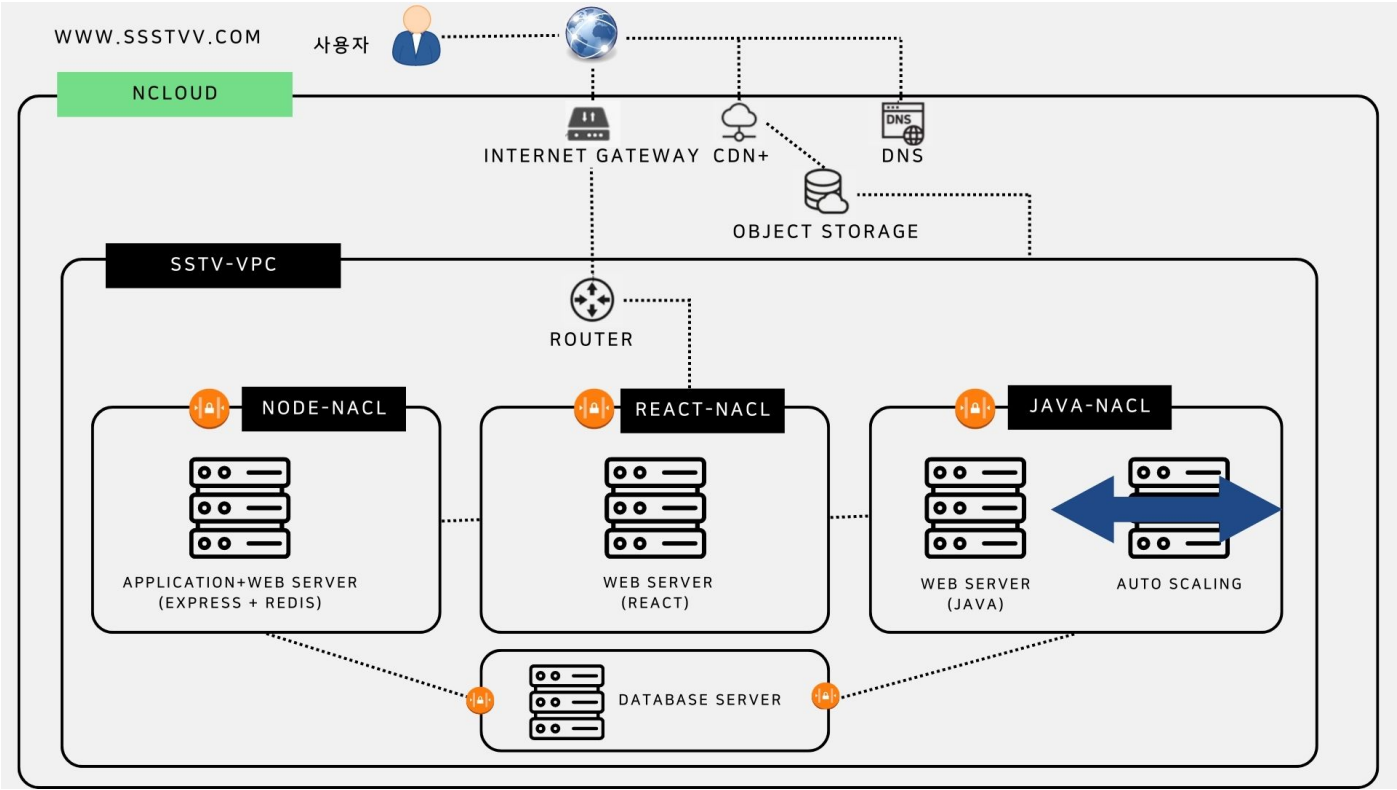 WWW.SSSTVV.COM
사용자
NCLOUD
INTERNET GATEWAY
CDN+
DNS
DNS
OBJECT STORAGE
SSTV-VPC
ROUTER
NODE-NACL
REACT-NACL
JAVA-NACL
APPLICATION+WEB SERVER
(EXPRESS + REDIS)
WEB SERVER
(REACT)
WEB SERVER
(JAVA)
AUTO SCALING
DATABASE SERVER